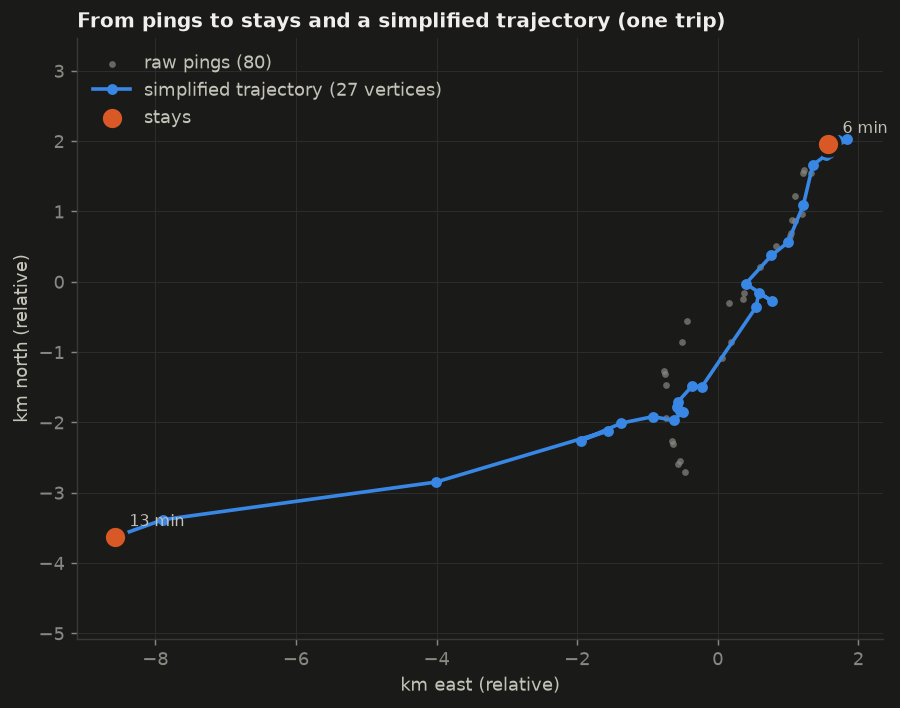 From pings to stays and a simplified trajectory (one trip)
raw pings (80)
simplified trajectory (27 vertices)
stays
6 min
13 min
3
2
1
0
−1
−2
−3
−4
−5
km north (relative)
−8
−6
−4
−2
0
2
km east (relative)